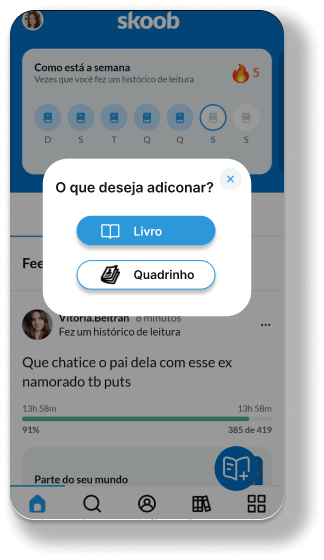 skoob
Como está a semana
Vezes que você fez um histórico de leitura
5
D S T Q Q S S
O que deseja adiconar?
Livro
Quadrinho
Fee
Vitoria.Beltran 8 minutos
Fez um histórico de leitura
Que chatice o pai dela com esse ex
namorado tb puts
13h 58m 13h 58m
91% 385 de 419
Parte do seu mundo